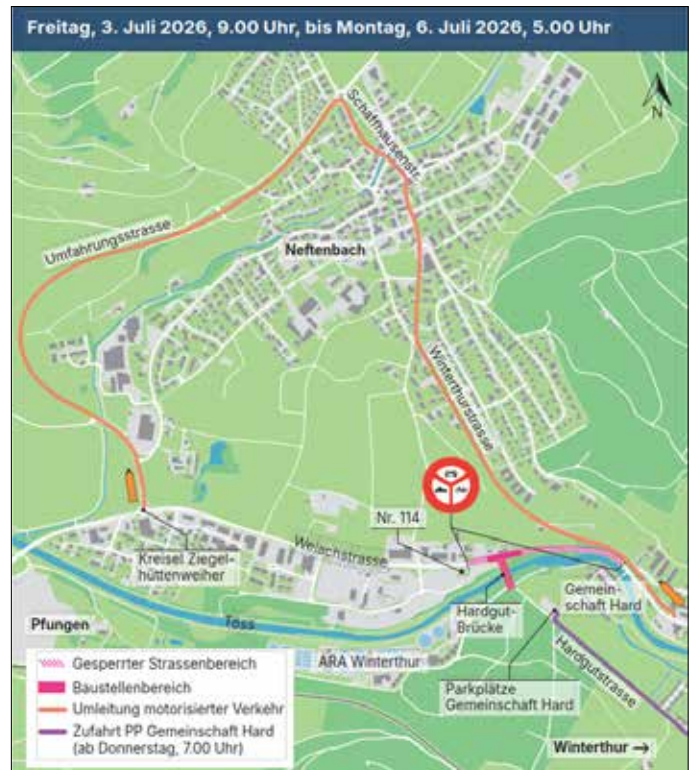 Freitag, 3. Juli 2026, 9.00 Uhr, bis Montag, 6. Juli 2026, 5.00 Uhr
Schaffhausenstr.
Umfahrungsstrasse
Neftenbach
Winterthurstrasse
Nr. 114
Weiachstrasse
Kreisel Ziegel-
hüttenweiher
Gemein-
schaft Hard
Hardgut-
Brücke
Pfungen
Töss
ARA Winterthur
Hardgutstrasse
Parkplätze
Gemeinschaft Hard
Gesperrter Strassenbereich
Baustellenbereich
Umleitung motorisierter Verkehr
Zufahrt PP Gemeinschaft Hard
(ab Donnerstag, 7.00 Uhr)
Winterthur →